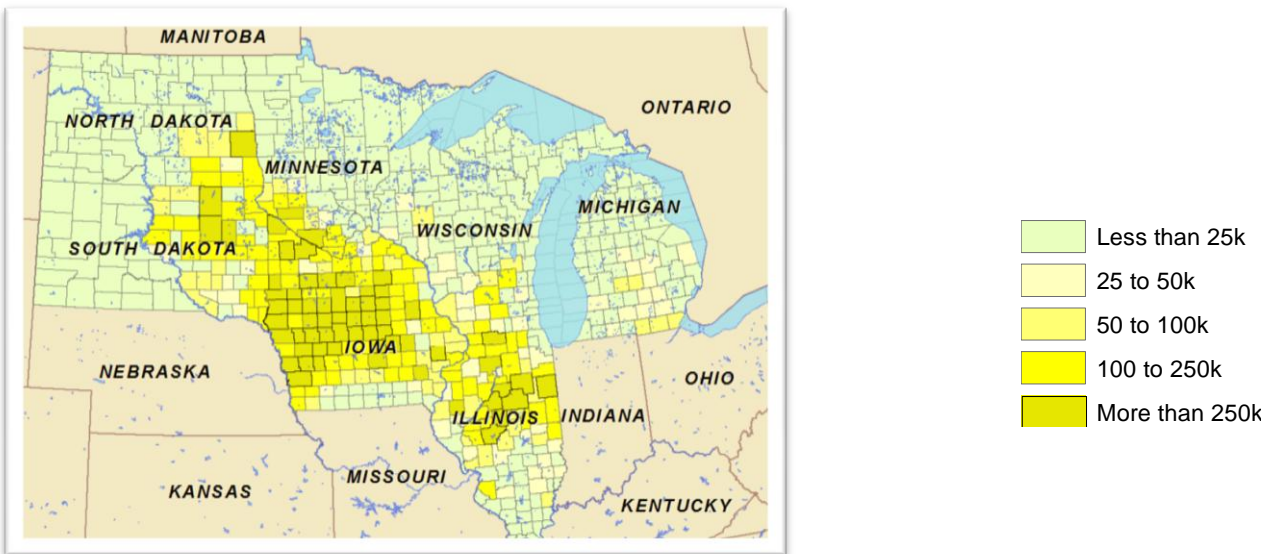 MANITOBA
ONTARIO
NORTH DAKOTA
MINNESOTA
MICHIGAN
WISCONSIN
SOUTH DAKOTA
IOWA
NEBRASKA
OHIO
ILLINOIS
INDIANA
MISSOURI
KANSAS
KENTUCKY
Less than 25k
25 to 50k
50 to 100k
100 to 250k
More than 250k